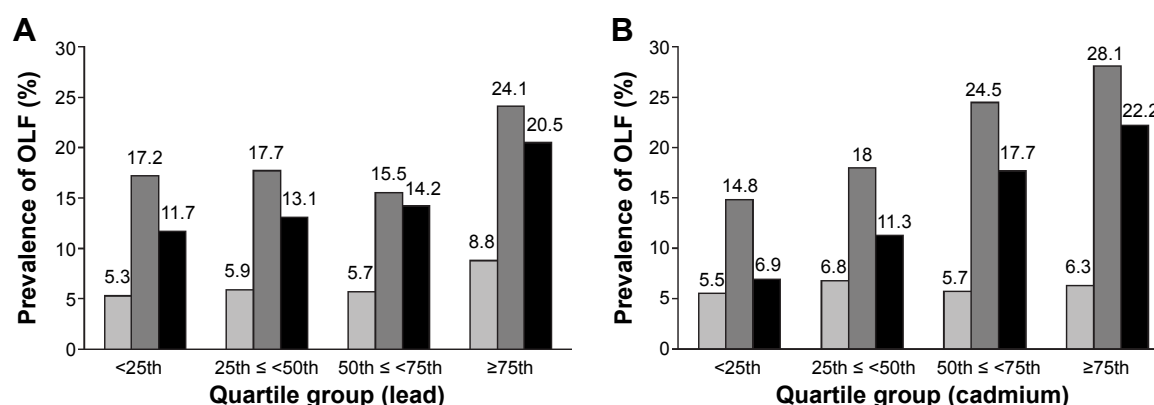 A
Prevalence of OLF (%)
30
25
20
15
10
5
0
5.3
17.2
11.7
5.9
17.7
13.1
5.7
15.5
14.2
8.8
24.1
20.5
<25th
25th ≤ <50th
50th ≤ <75th
≥75th
Quartile group (lead)
B
Prevalence of OLF (%)
30
25
20
15
10
5
0
5.5
14.8
6.9
6.8
18
11.3
5.7
24.5
17.7
6.3
28.1
22.2
<25th
25th ≤ <50th
50th ≤ <75th
≥75th
Quartile group (cadmium)